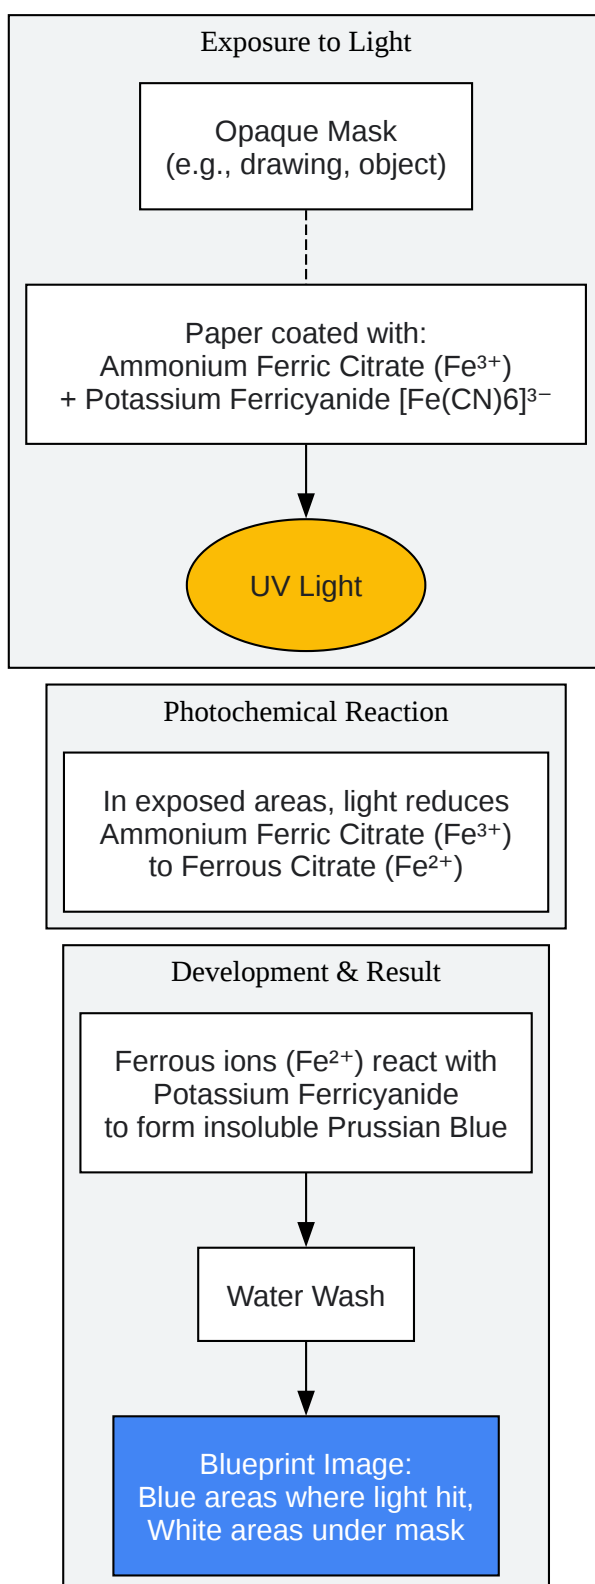 Exposure to Light
Opaque Mask
(e.g., drawing, object)
Paper coated with:
Ammonium Ferric Citrate (Fe³⁺)
+ Potassium Ferricyanide [Fe(CN)6]³⁻
UV Light
Photochemical Reaction
In exposed areas, light reduces
Ammonium Ferric Citrate (Fe³⁺)
to Ferrous Citrate (Fe²⁺)
Development & Result
Ferrous ions (Fe²⁺) react with
Potassium Ferricyanide
to form insoluble Prussian Blue
Water Wash
Blueprint Image:
Blue areas where light hit,
White areas under mask